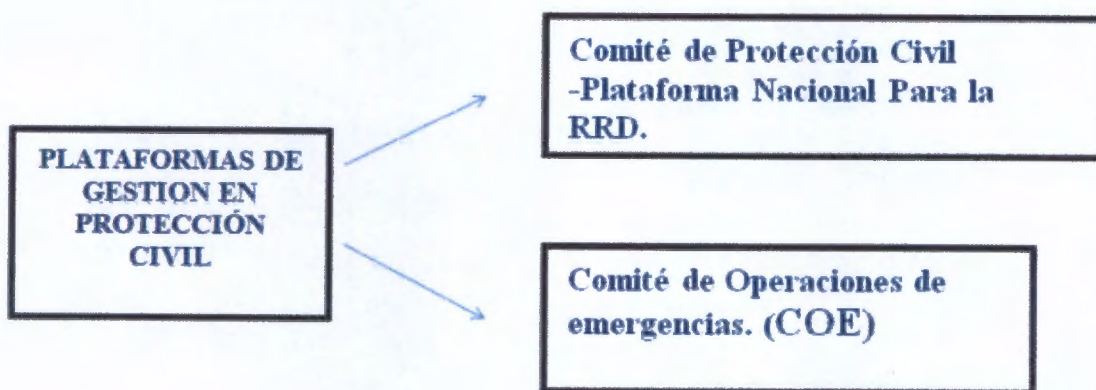 PLATAFORMAS DE
GESTION EN
PROTECCIÓN
CIVIL
Comité de Protección Civil
-Plataforma Nacional Para la
RRD.
Comité de Operaciones de
emergencias. (COE)